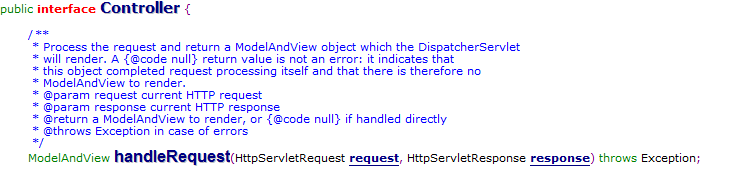 public interface Controller {
/**
* Process the request and return a ModelAndView object which the DispatcherServlet
* will render. A {@code null} return value is not an error: it indicates that
* this object completed request processing itself and that there is therefore no
* ModelAndView to render.
* @param request current HTTP request
* @param response current HTTP response
* @return a ModelAndView to render, or {@code null} if handled directly
* @throws Exception in case of errors
*/
ModelAndView handleRequest(HttpServletRequest request, HttpServletResponse response) throws Exception;